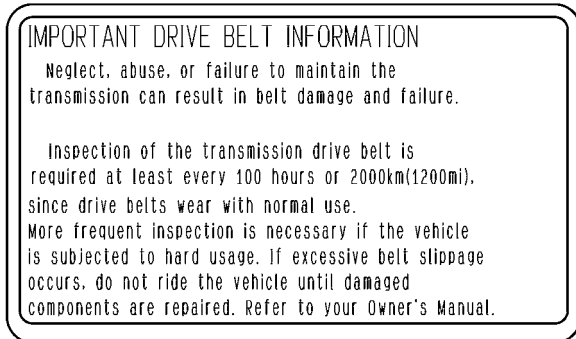 IMPORTANT DRIVE BELT INFORMATION
Neglect, abuse, or failure to maintain the
transmission can result in belt damage and failure.
Inspection of the transmission drive belt is
required at least every 100 hours or 2000km(1200mi),
since drive belts wear with normal use.
More frequent inspection is necessary if the vehicle
is subjected to hard usage. If excessive belt slippage
occurs, do not ride the vehicle until damaged
components are repaired. Refer to your Owner's Manual.